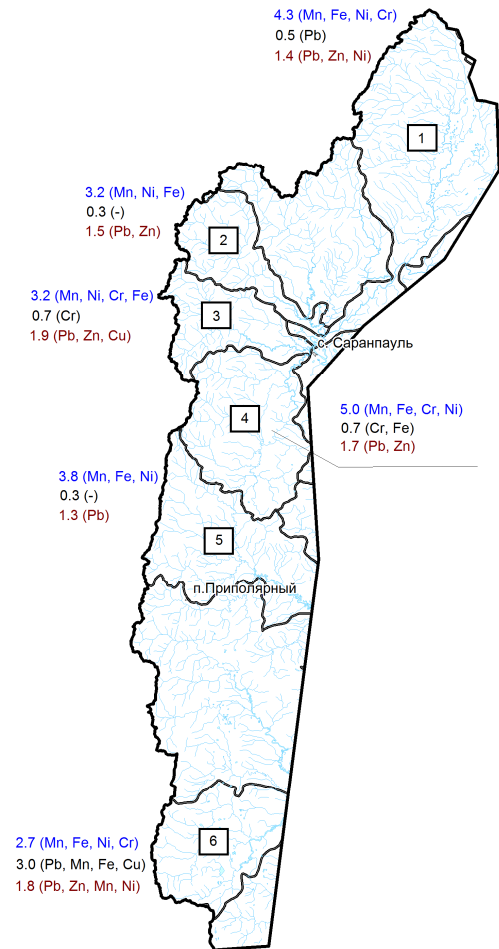 4.3 (Mn, Fe, Ni, Cr)
0.5 (Pb)
1.4 (Pb, Zn, Ni)
1
3.2 (Mn, Ni, Fe)
0.3 (-)
1.5 (Pb, Zn)
2
3.2 (Mn, Ni, Cr, Fe)
0.7 (Cr)
1.9 (Pb, Zn, Cu)
3
с. Саранпауль
4
5.0 (Mn, Fe, Cr, Ni)
0.7 (Cr, Fe)
1.7 (Pb, Zn)
3.8 (Mn, Fe, Ni)
0.3 (-)
1.3 (Pb)
5
п.Приполярный
2.7 (Mn, Fe, Ni, Cr)
3.0 (Pb, Mn, Fe, Cu)
1.8 (Pb, Zn, Mn, Ni)
6